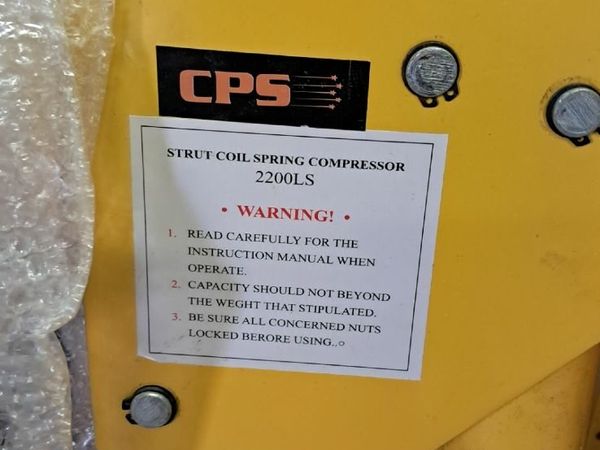 CPS
STRUT COIL SPRING COMPRESSOR
2200LS
• WARNING! •
1. READ CAREFULLY FOR THE
INSTRUCTION MANUAL WHEN
OPERATE.
2. CAPACITY SHOULD NOT BEYOND
THE WEGHT THAT STIPULATED.
3. BE SURE ALL CONCERNED NUTS
LOCKED BERORE USING..○